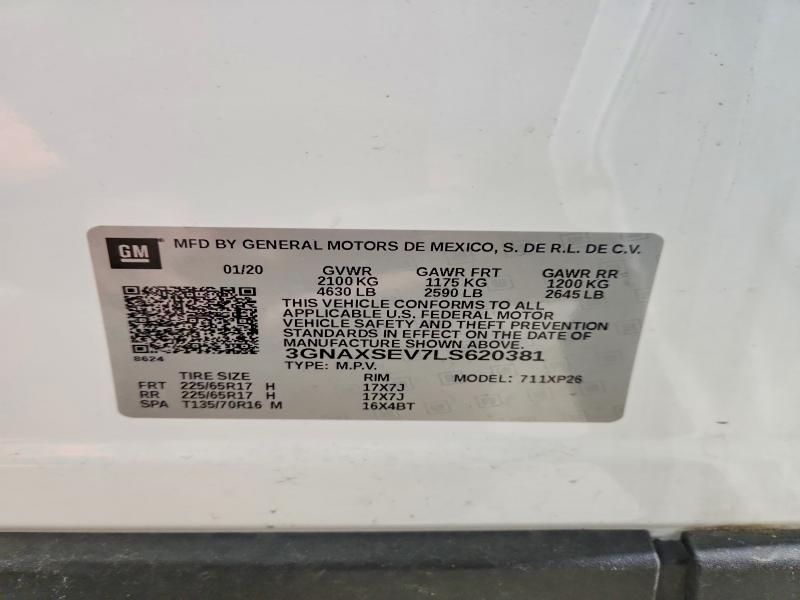 GM MFD BY GENERAL MOTORS DE MEXICO, S. DE R.L. DE C.V.
01/20 GVWR GAWR FRT GAWR RR
2100 KG 1175 KG 1200 KG
4630 LB 2590 LB 2645 LB
THIS VEHICLE CONFORMS TO ALL
APPLICABLE U.S. FEDERAL MOTOR
VEHICLE SAFETY AND THEFT PREVENTION
STANDARDS IN EFFECT ON THE DATE OF
MANUFACTURE SHOWN ABOVE.
8624 3GNAXSEV7LS620381
TYPE: M.P.V.
TIRE SIZE RIM MODEL: 711XP26
FRT 225/65R17 H 17X7J
RR 225/65R17 H 17X7J
SPA T135/70R16 M 16X4BT